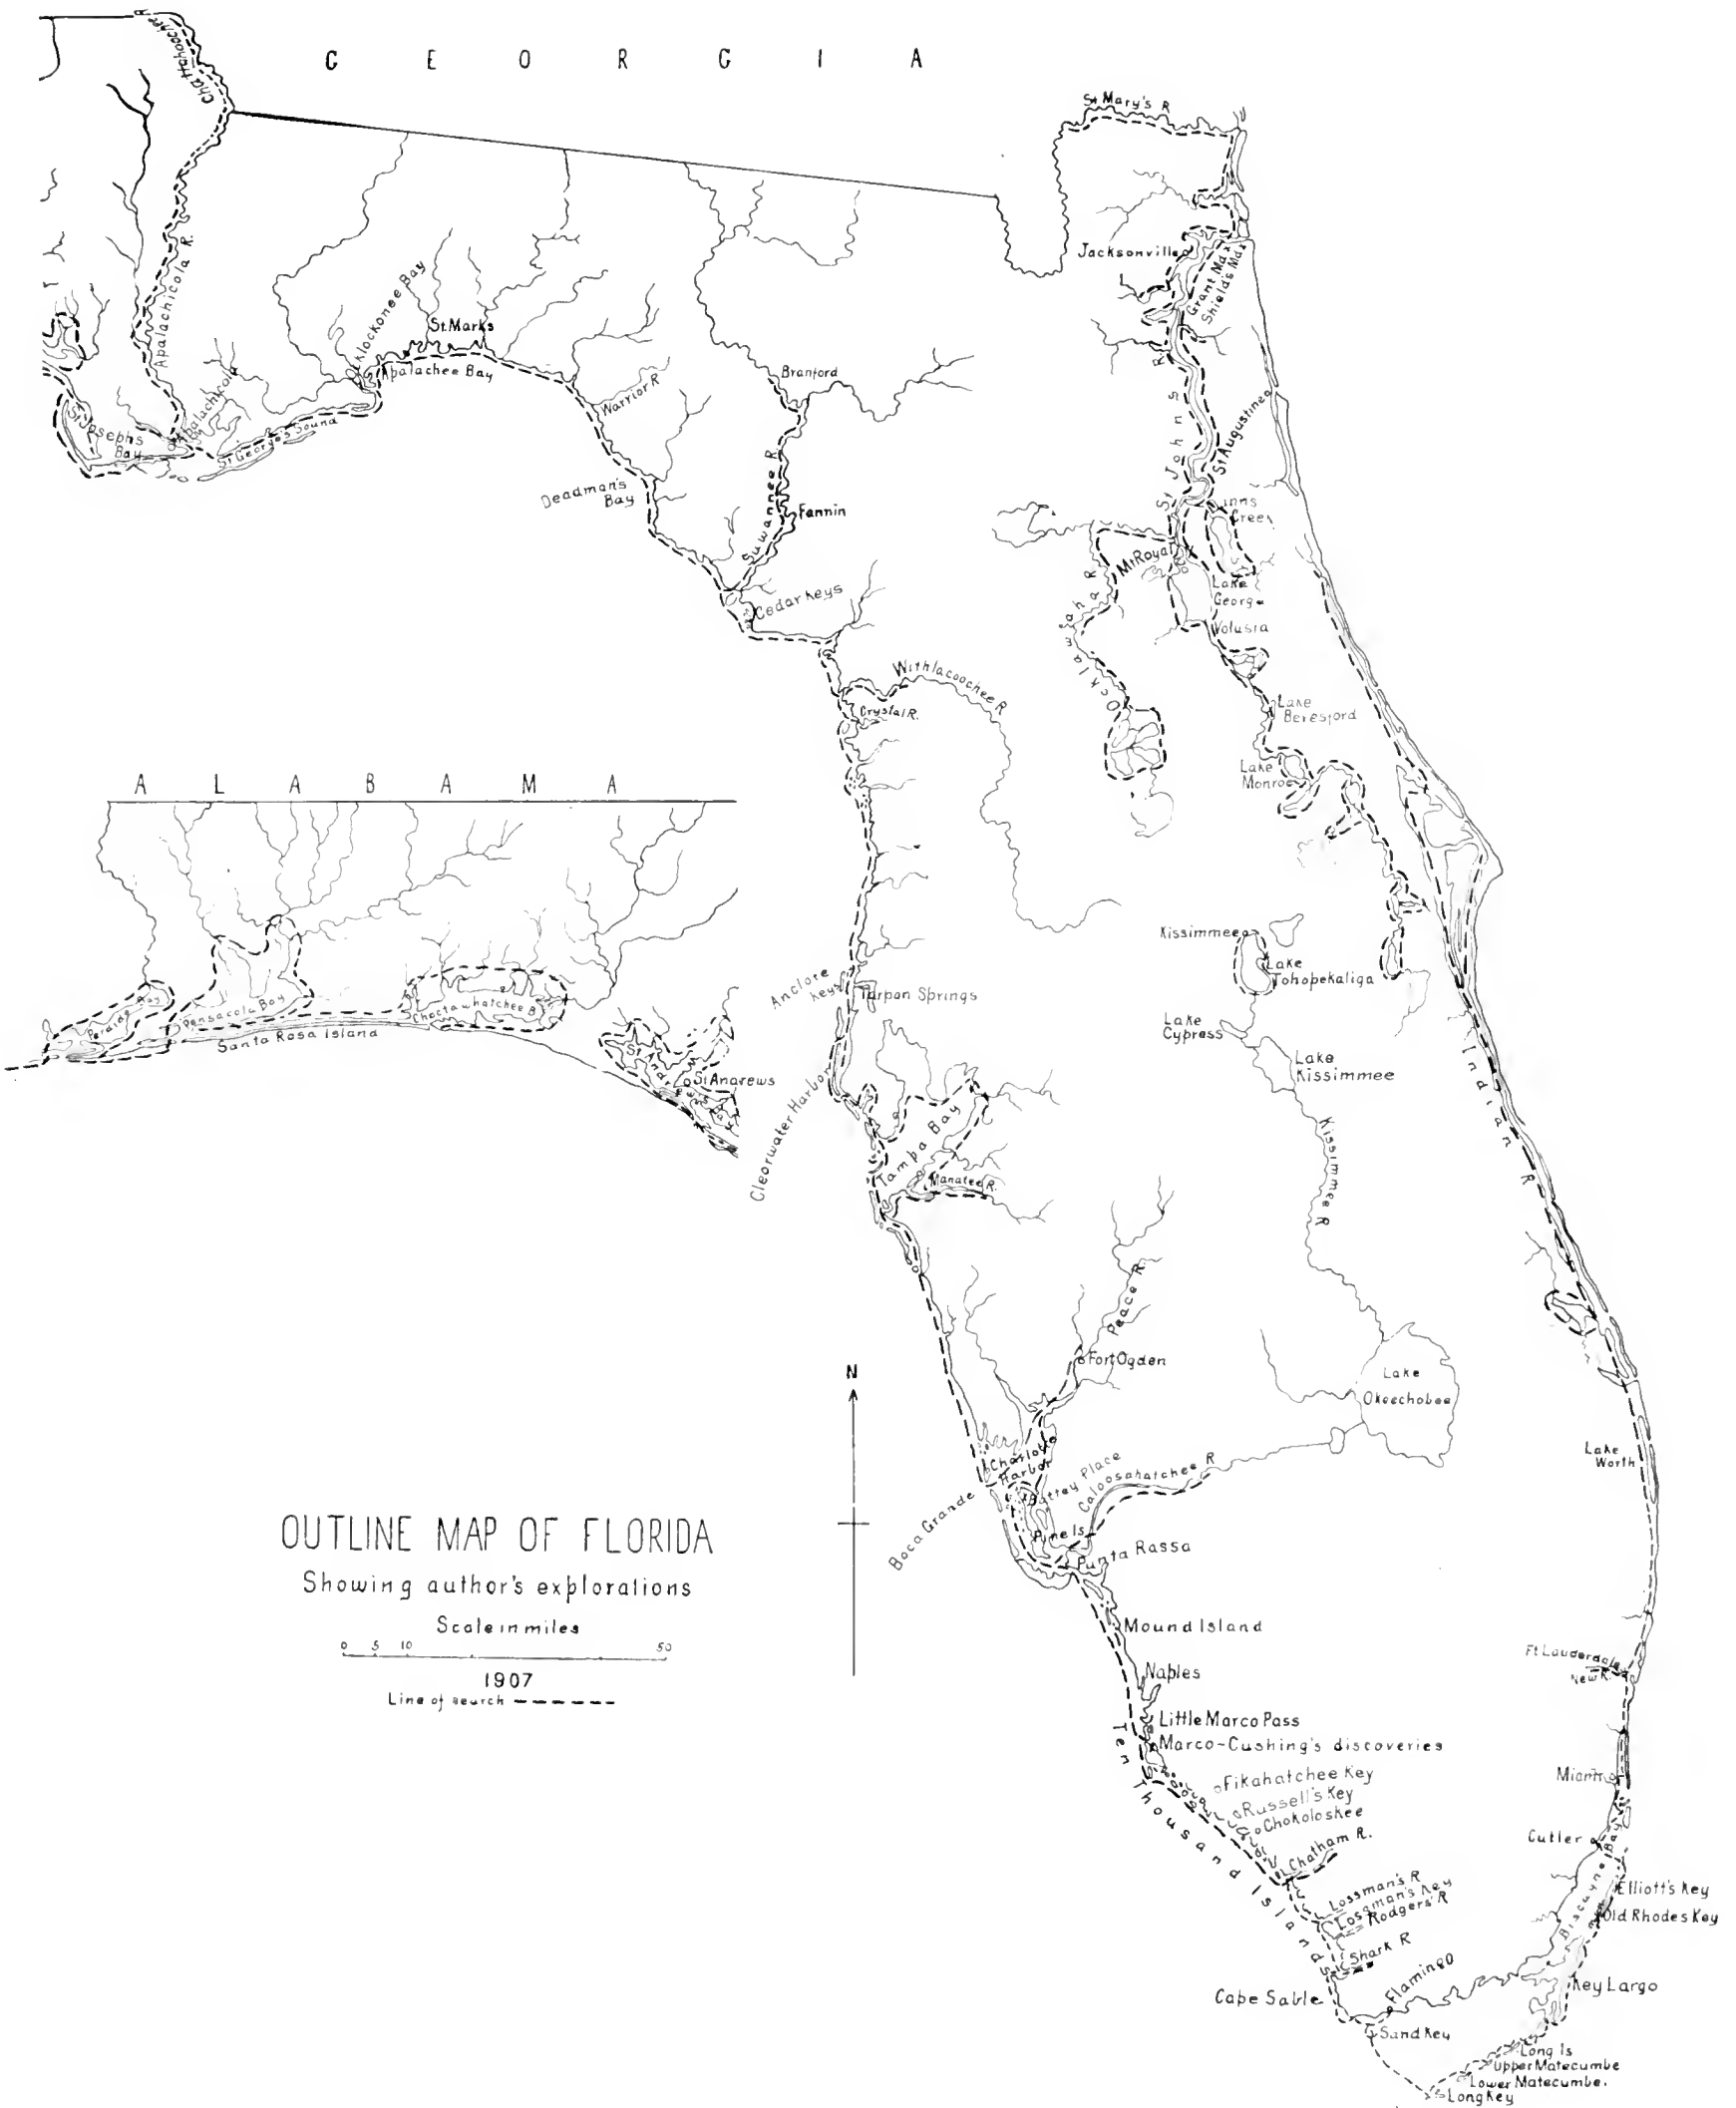 GEORGIA
Chattahoochee R
St Mary's R
Jacksonville
Grant Md.
Shield's Md.
Apalachicola R.
Ocklockonee Bay
St. Marks
Apalachee Bay
Warrior R
Branford
St Josephs
Bay
St George's Sound
Deadman's
Bay
Suwannee R.
Fannin
St Johns R
St Augustine
Mt Royal
Lake
George
Volusia
Cedar Keys
Ocklawaha R
Withlacoochee R
Crystal R.
Lake
Beresford
Lake
Monroe
ALABAMA
Perdido Bay
Pensacola Bay
Santa Rosa Island
Choctawhatchee B
St Andrews
Kissimmee
Lake
Tohopekaliga
Anclote
Keys
Tarpon Springs
Lake
Cypress
Lake
Kissimmee
Indian R
Clearwater Harbor
Tampa Bay
Manatee R.
Kissimmee R
Peace R.
Fort Ogden
Lake
Okeechobee
N
Charlotte
Harbor
Battey Place
Caloosahatchee R
Lake
Worth
Boca Grande
Pine Is
Punta Rassa
OUTLINE MAP OF FLORIDA
Showing author's explorations
Scale in miles
0 5 10 50
1907
Line of search
Mound Island
Naples
Ft Lauderdale
New R.
Little Marco Pass
Marco-Cushing's discoveries
Ten Thousand Islands
Fikahatchee Key
Russell's Key
Chokoloskee
Miami
Cutler
Chatham R.
Biscayne Bay
Lossman's R
Lossman's Key
Rodgers' R
Elliott's Key
Old Rhodes Key
Shark R
Flamingo
Cape Sable
Key Largo
Sand Key
Long Is
Upper Matecumbe
Lower Matecumbe.
Long Key